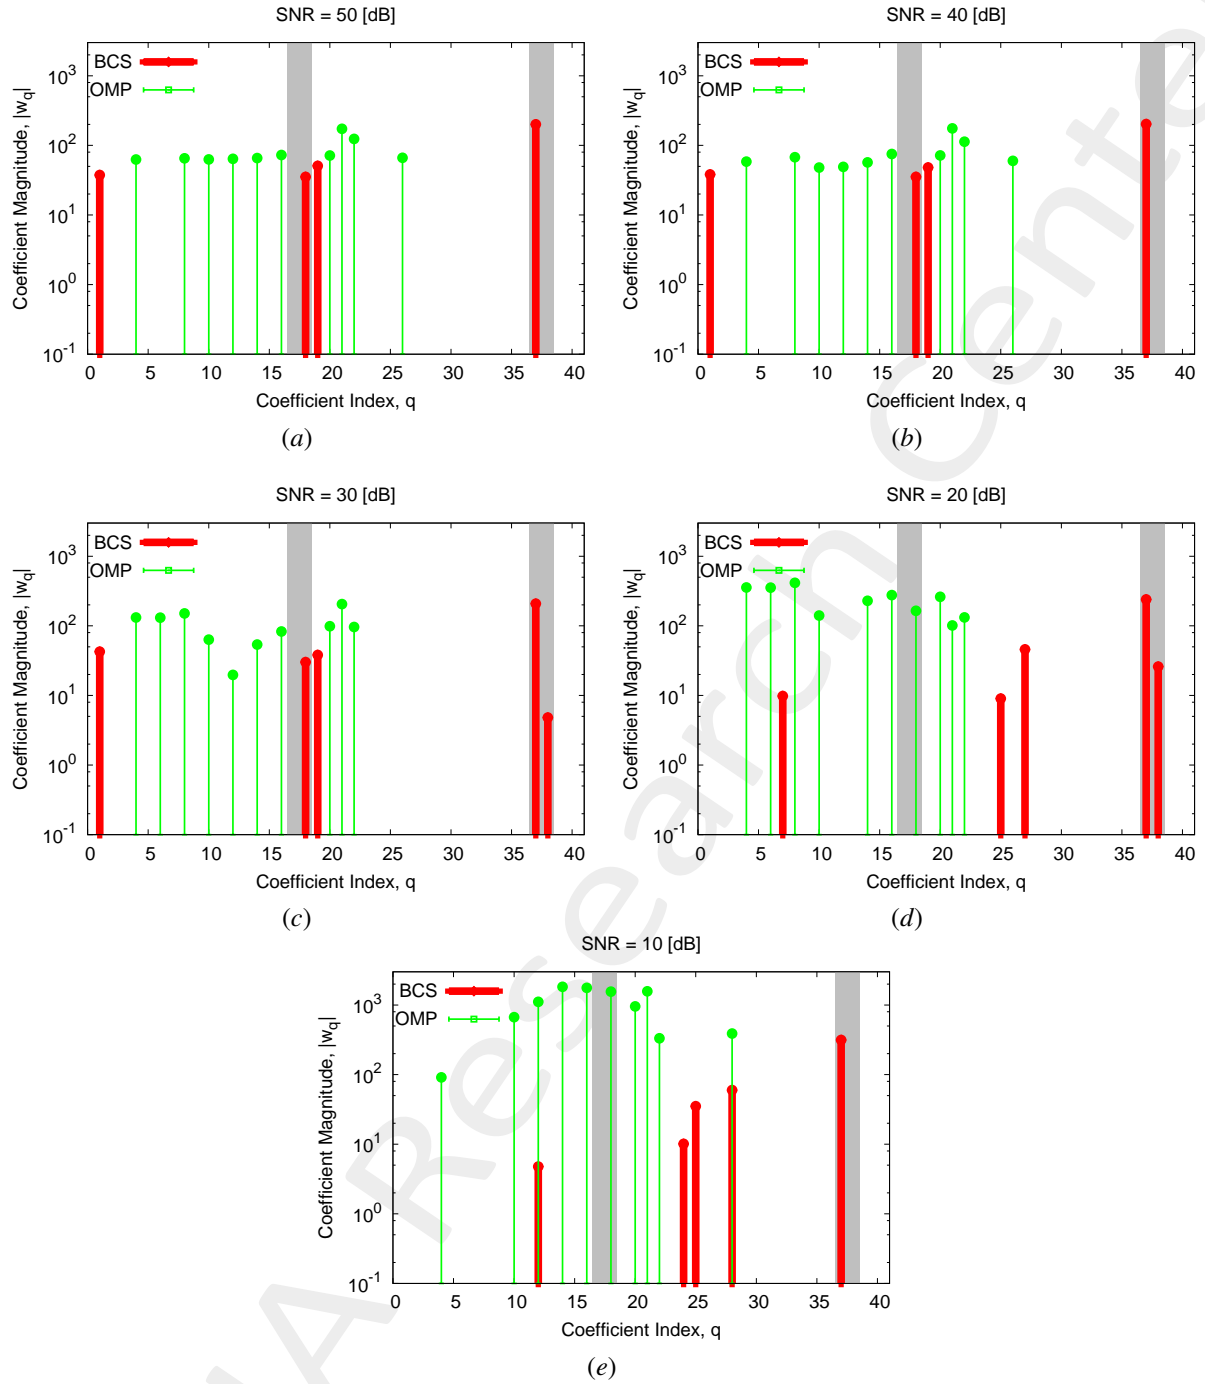 SNR = 50 [dB]
BCS
OMP
Coefficient Magnitude, |w_q|
10^3
10^2
10^1
10^0
10^-1
0 5 10 15 20 25 30 35 40
Coefficient Index, q
(a)
SNR = 40 [dB]
BCS
OMP
Coefficient Magnitude, |w_q|
10^3
10^2
10^1
10^0
10^-1
0 5 10 15 20 25 30 35 40
Coefficient Index, q
(b)
SNR = 30 [dB]
BCS
OMP
Coefficient Magnitude, |w_q|
10^3
10^2
10^1
10^0
10^-1
0 5 10 15 20 25 30 35 40
Coefficient Index, q
(c)
SNR = 20 [dB]
BCS
OMP
Coefficient Magnitude, |w_q|
10^3
10^2
10^1
10^0
10^-1
0 5 10 15 20 25 30 35 40
Coefficient Index, q
(d)
SNR = 10 [dB]
BCS
OMP
Coefficient Magnitude, |w_q|
10^3
10^2
10^1
10^0
10^-1
0 5 10 15 20 25 30 35 40
Coefficient Index, q
(e)
Research